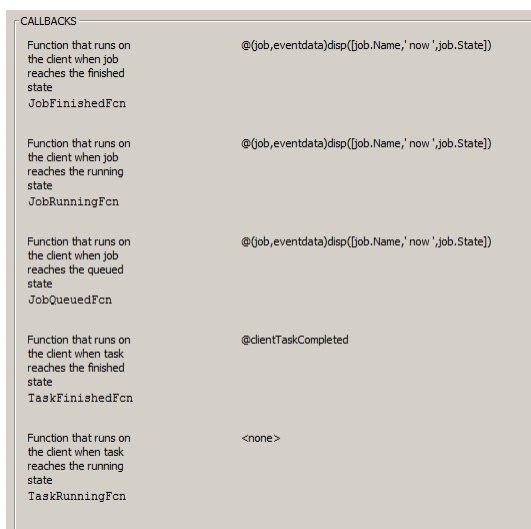 CALLBACKS
Function that runs on @(job,eventdata)disp([job.Name,' now ',job.State])
the client when job
reaches the finished
state
JobFinishedFcn
Function that runs on @(job,eventdata)disp([job.Name,' now ',job.State])
the client when job
reaches the running
state
JobRunningFcn
Function that runs on @(job,eventdata)disp([job.Name,' now ',job.State])
the client when job
reaches the queued
state
JobQueuedFcn
Function that runs on @clientTaskCompleted
the client when task
reaches the finished
state
TaskFinishedFcn
Function that runs on <none>
the client when task
reaches the running
state
TaskRunningFcn